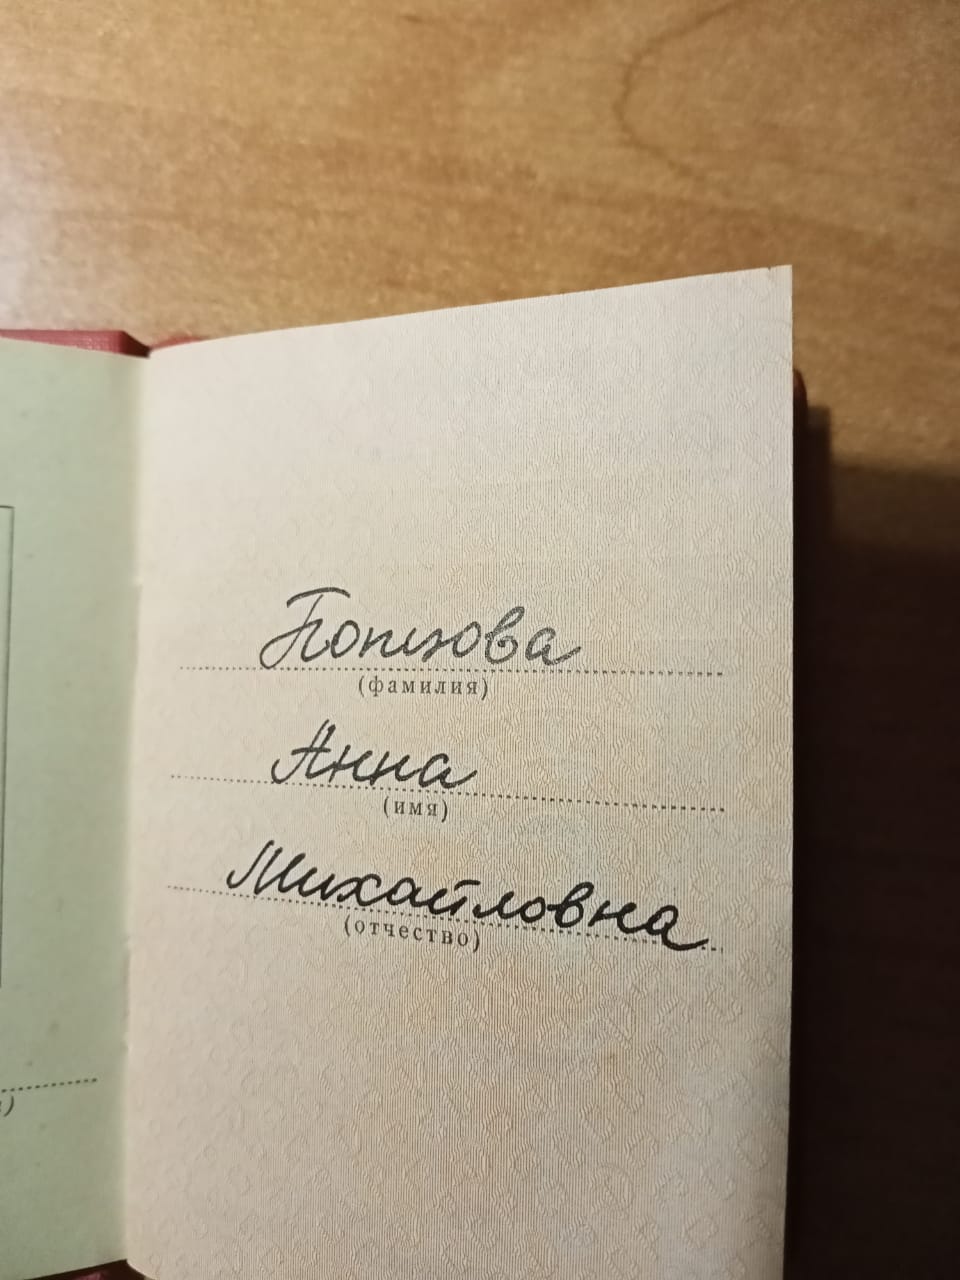 Попкова
(фамилия)
Анна
(имя)
Михайловна
(отчество)